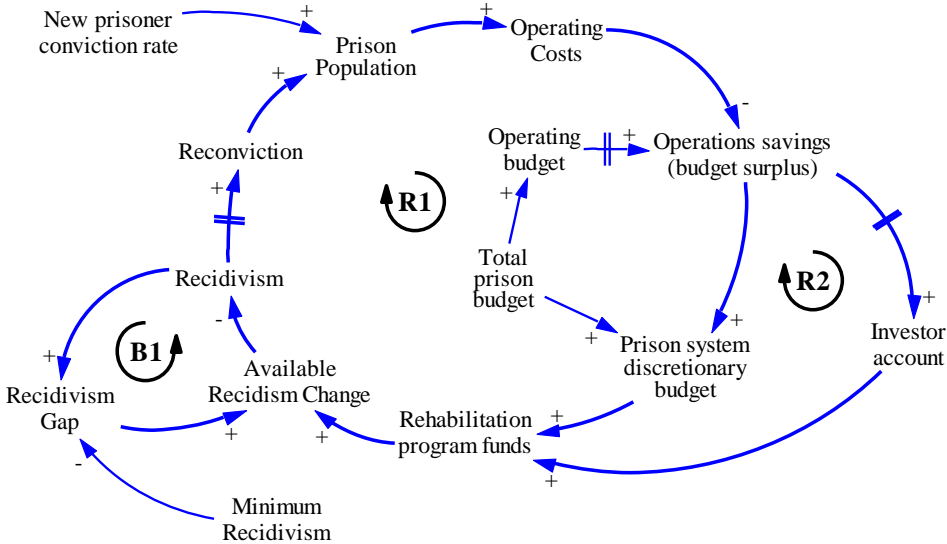 New prisoner
conviction rate
+
Prison
Population
+
Operating
Costs
+
-
Reconviction
Operating
budget
+
Operations savings
(budget surplus)
+
R1
+
Total
prison
budget
R2
Recidivism
-
+
+
+
Investor
account
B1
+
Prison system
discretionary
budget
Available
Recidism Change
Recidivism
Gap
+
+
Rehabilitation
program funds
+
+
-
Minimum
Recidivism